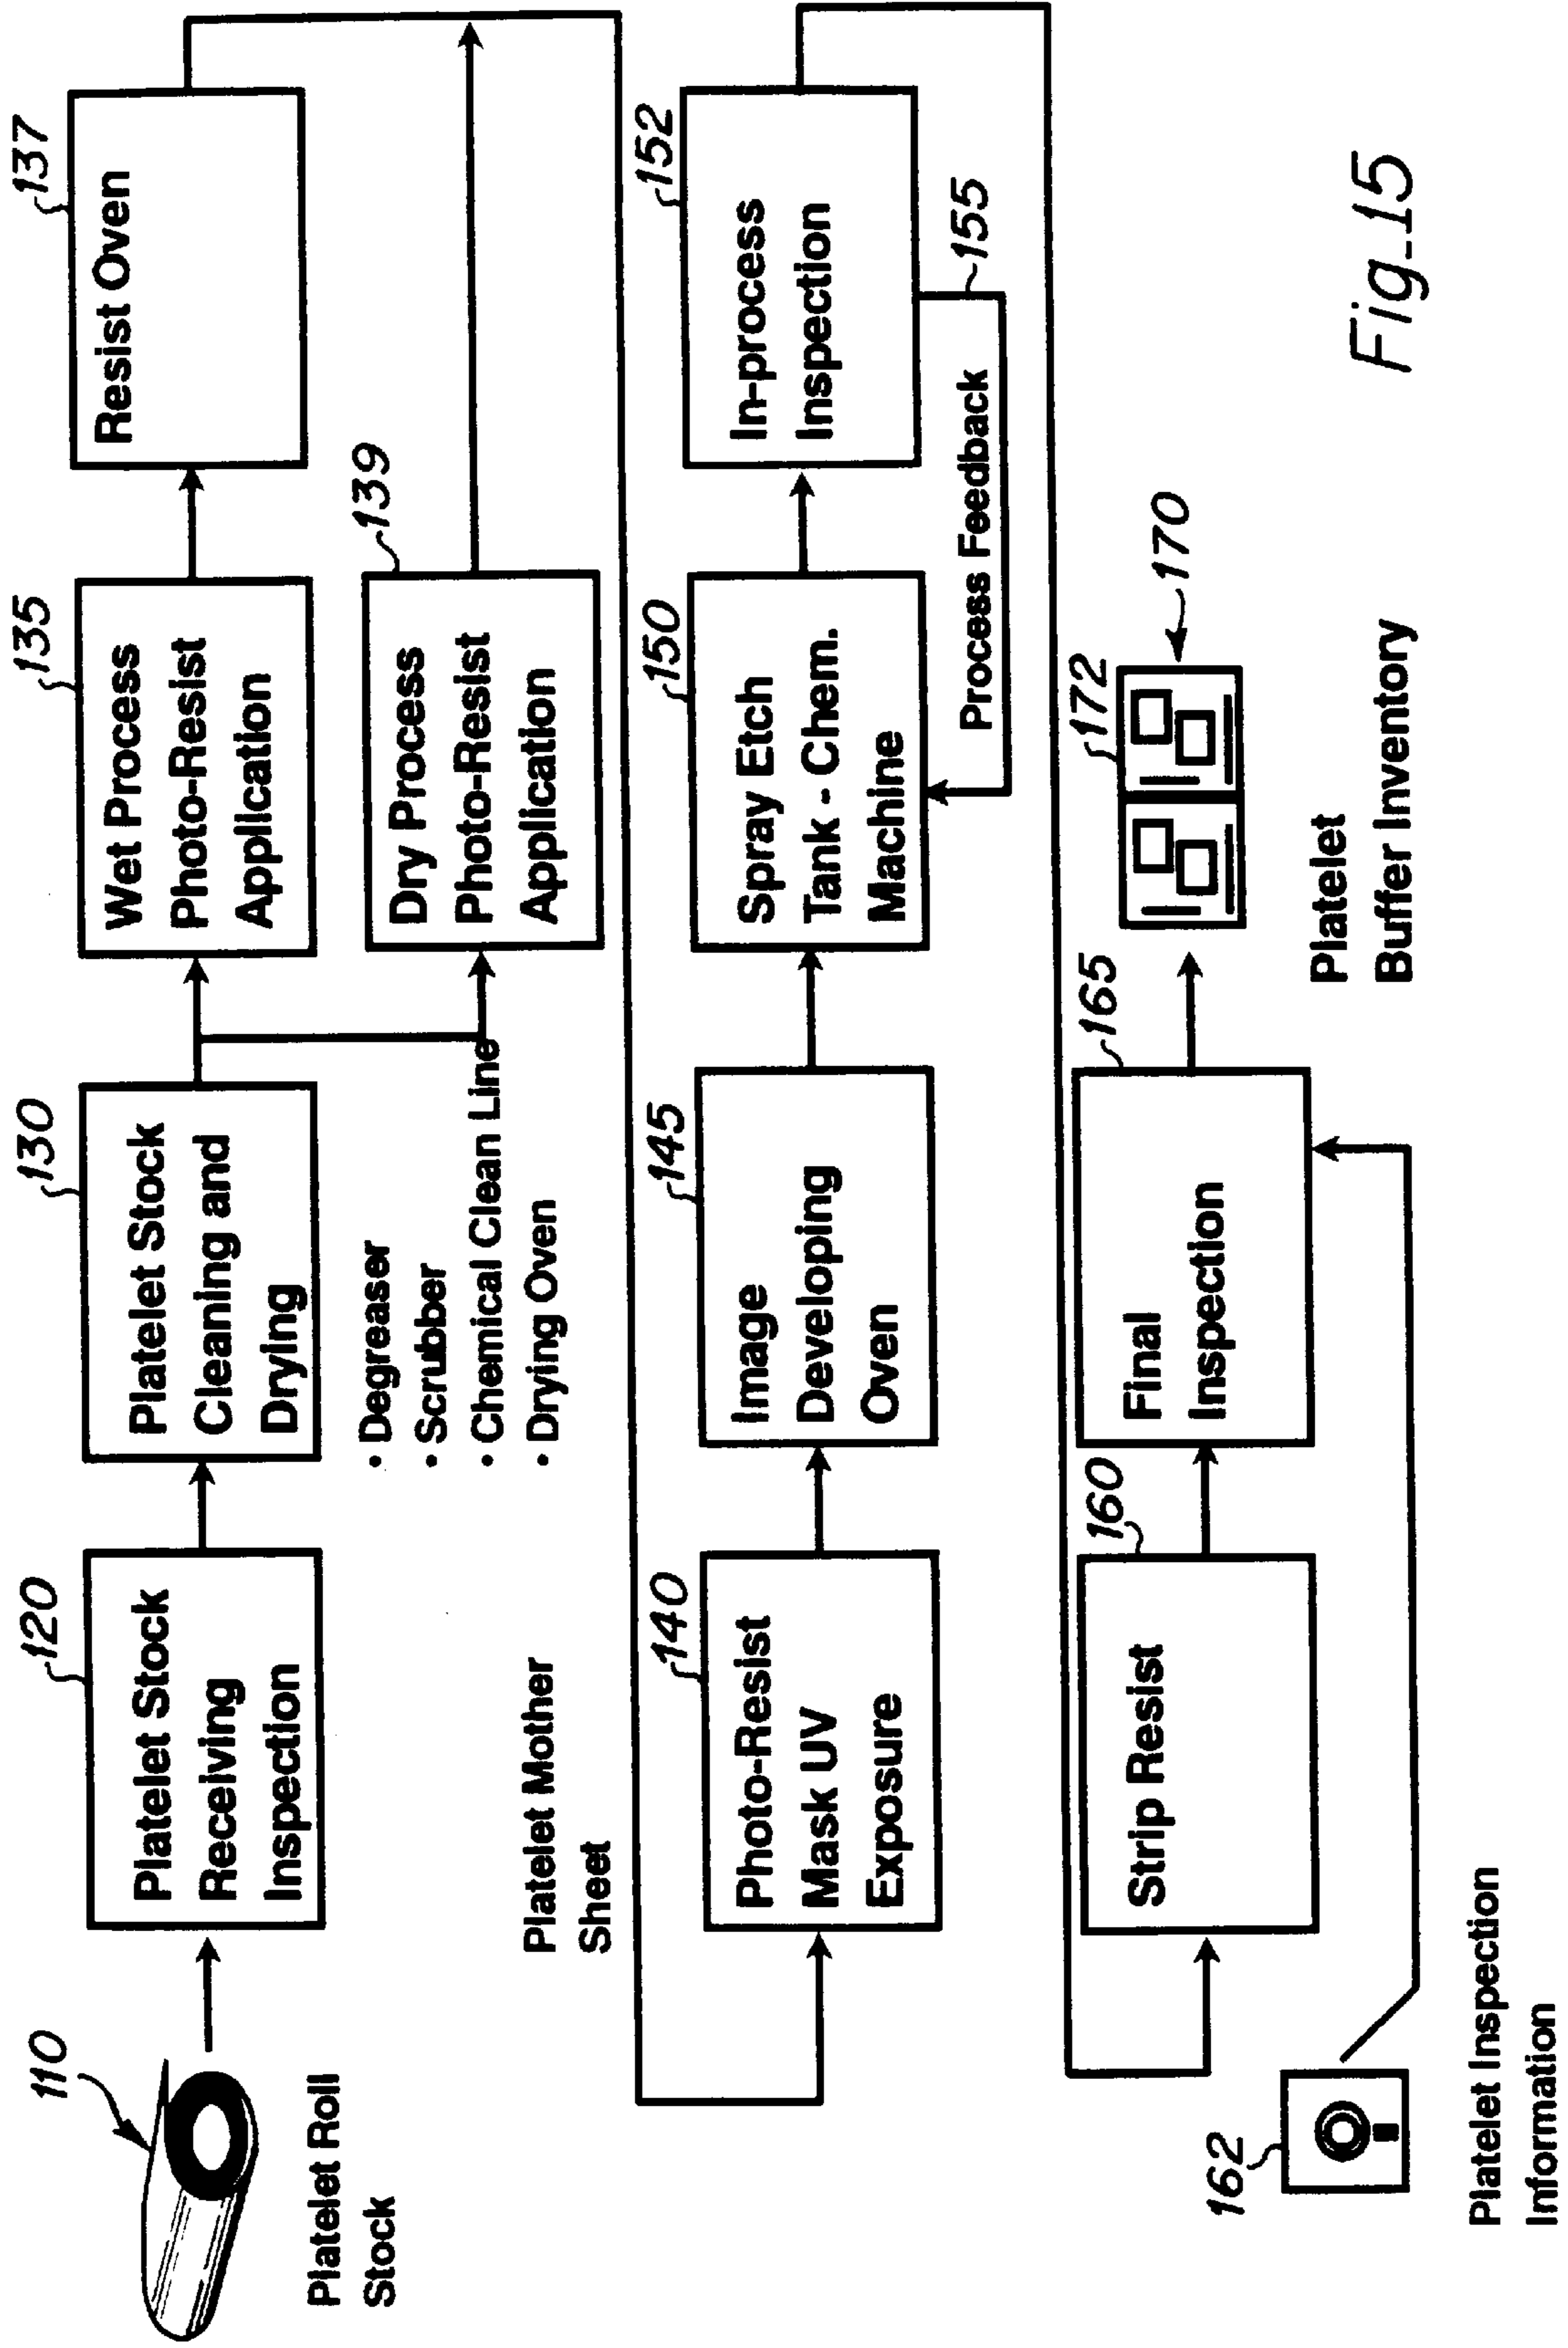 110
Platelet Roll
Stock
120
Platelet Stock
Receiving
Inspection
130
Platelet Stock
Cleaning and
Drying
• Degreaser
• Scrubber
• Chemical Clean Line
• Drying Oven
135
Wet Process
Photo-Resist
Application
137
Resist Oven
139
Dry Process
Photo-Resist
Application
Platelet Mother
Sheet
140
Photo-Resist
Mask UV
Exposure
145
Image
Developing
Oven
150
Spray Etch
Tank - Chem.
Machine
152
In-process
Inspection
155
Process Feedback
160
Strip Resist
162
Platelet Inspection
Information
165
Final
Inspection
172
170
Platelet
Buffer Inventory
Fig_15